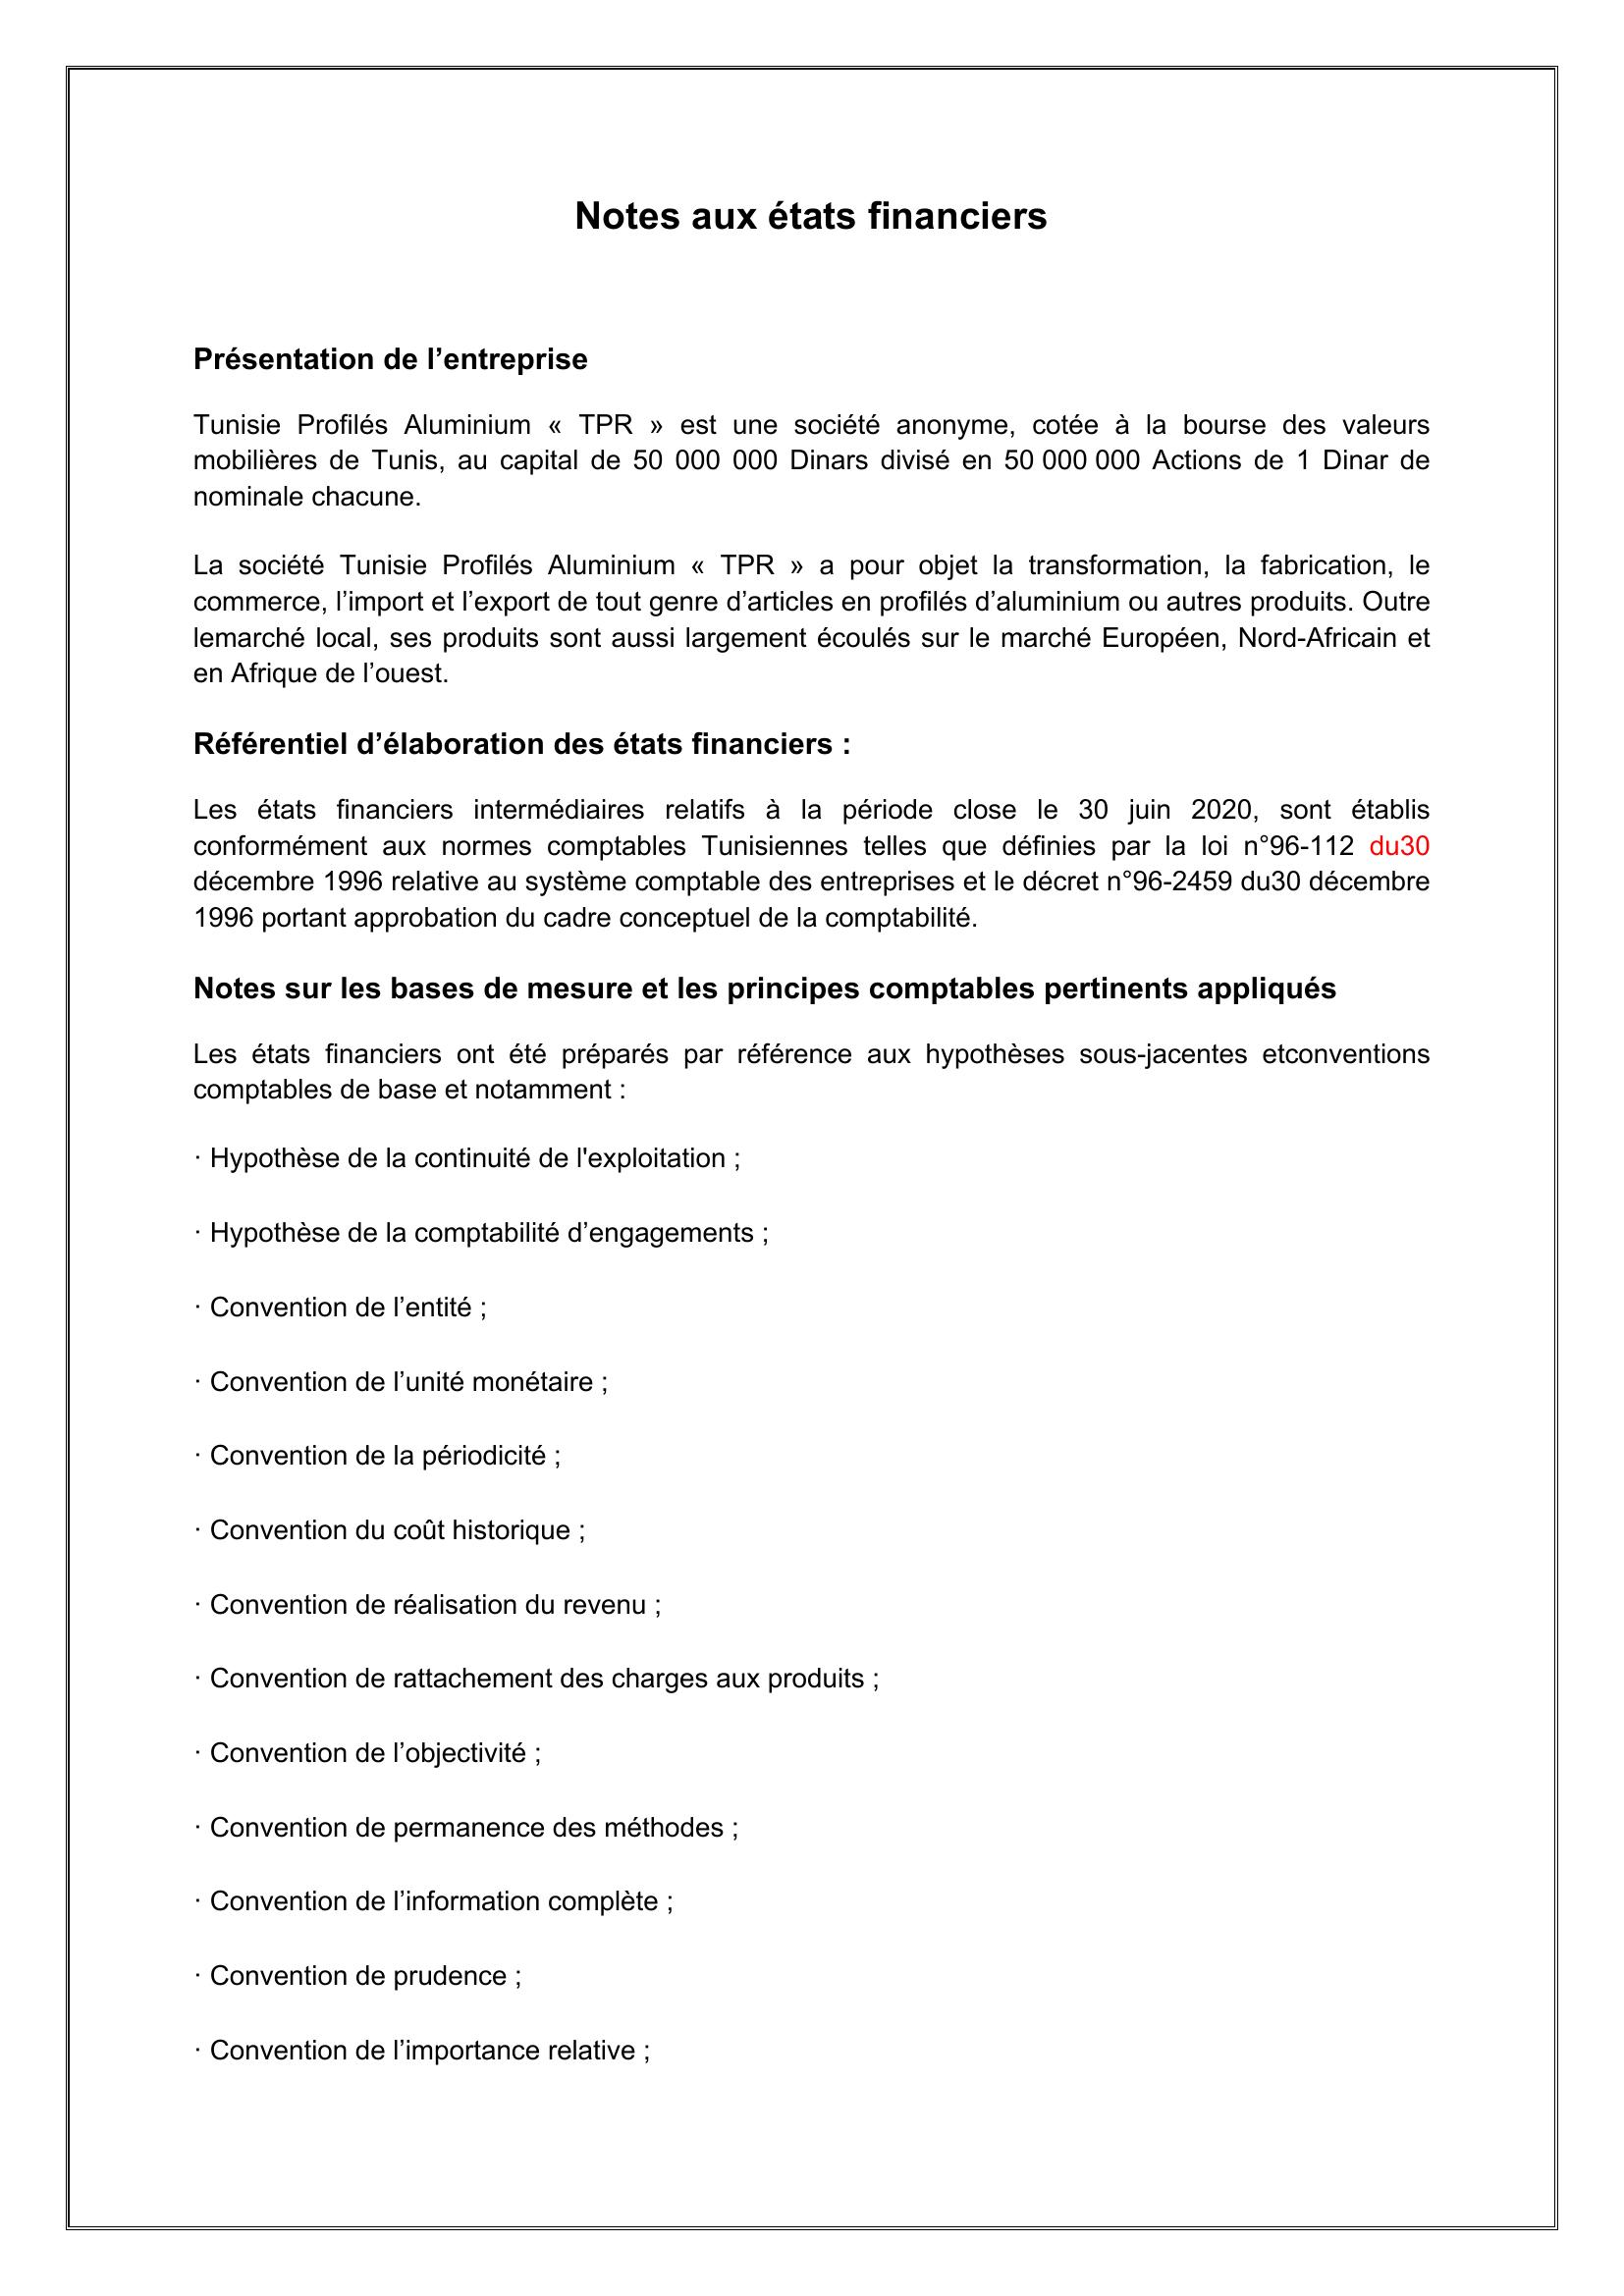 Notes aux états financiers
Présentation de l’entreprise
Tunisie Profilés Aluminium « TPR » est une société anonyme, cotée à la bourse des valeurs
mobilières de Tunis, au capital de 50 000 000 Dinars divisé en 50 000 000 Actions de 1 Dinar de
nominale chacune.
La société Tunisie Profilés Aluminium « TPR » a pour objet la transformation, la fabrication, le
commerce, l’import et l’export de tout genre d’articles en profilés d’aluminium ou autres produits. Outre
lemarché local, ses produits sont aussi largement écoulés sur le marché Européen, Nord-Africain et
en Afrique de l’ouest.
Référentiel d’élaboration des états financiers :
Les états financiers intermédiaires relatifs à la période close le 30 juin 2020, sont établis
conformément aux normes comptables Tunisiennes telles que définies par la loi n°96-112 du30
décembre 1996 relative au système comptable des entreprises et le décret n°96-2459 du30 décembre
1996 portant approbation du cadre conceptuel de la comptabilité.
Notes sur les bases de mesure et les principes comptables pertinents appliqués
Les états financiers ont été préparés par référence aux hypothèses sous-jacentes etconventions
comptables de base et notamment :
· Hypothèse de la continuité de l'exploitation ;
· Hypothèse de la comptabilité d’engagements ;
· Convention de l’entité ;
· Convention de l’unité monétaire ;
· Convention de la périodicité ;
· Convention du coût historique ;
· Convention de réalisation du revenu ;
· Convention de rattachement des charges aux produits ;
· Convention de l’objectivité ;
· Convention de permanence des méthodes ;
· Convention de l’information complète ;
· Convention de prudence ;
· Convention de l’importance relative ;